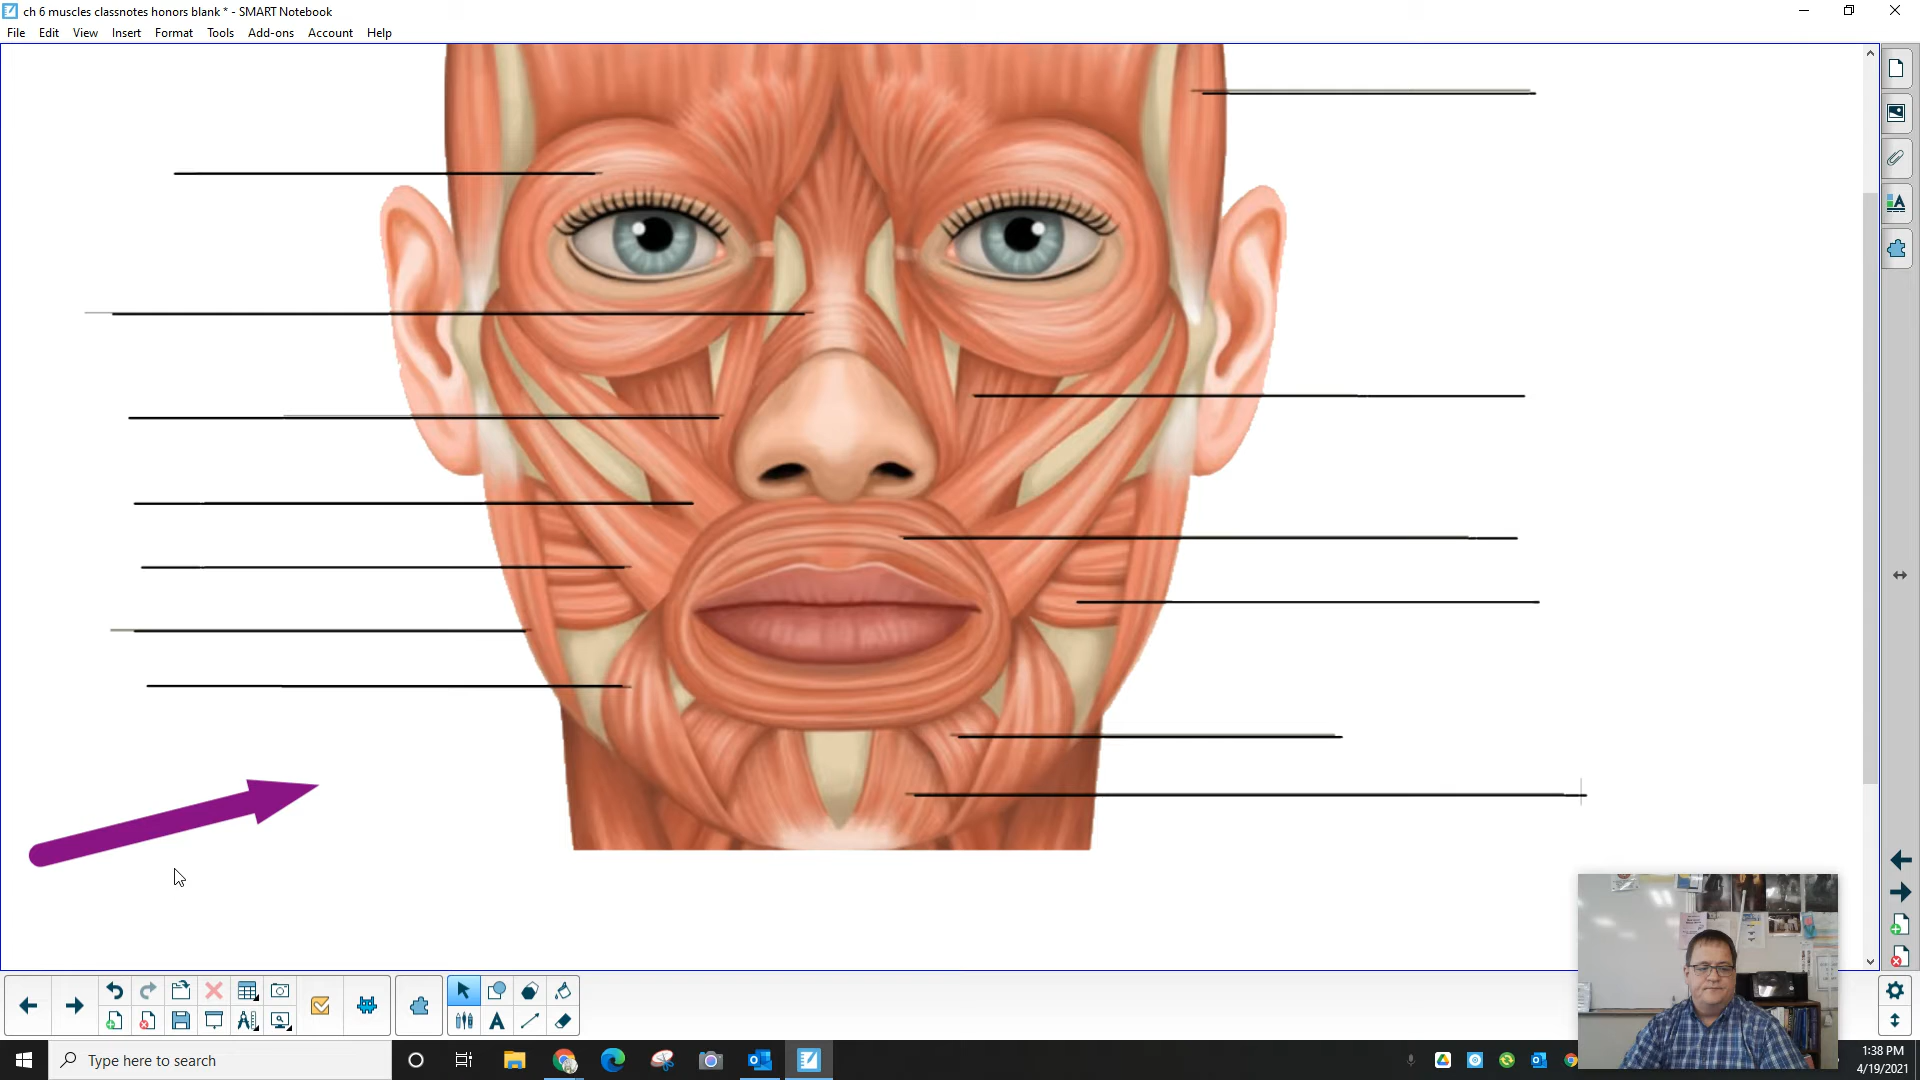 ch 6 muscles classnotes honors blank * - SMART Notebook
File Edit View Insert Format Tools Add-ons Account Help
Type here to search
1:38 PM
4/19/2021